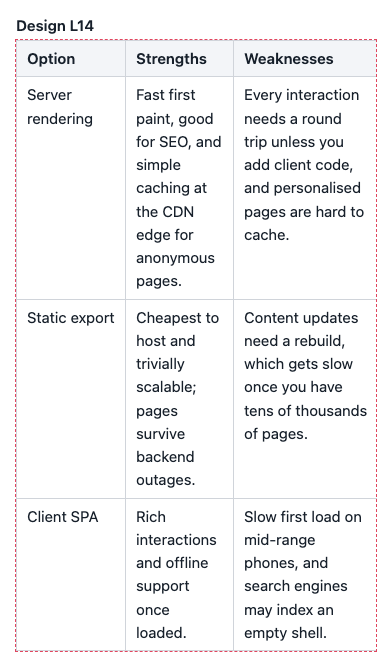 Design L14
Option Strengths Weaknesses
Server
rendering
Fast first
paint, good
for SEO, and
simple
caching at
the CDN
edge for
anonymous
pages.
Every interaction
needs a round
trip unless you
add client code,
and personalised
pages are hard to
cache.
Static export
Cheapest to
host and
trivially
scalable;
pages
survive
backend
outages.
Content updates
need a rebuild,
which gets slow
once you have
tens of thousands
of pages.
Client SPA
Rich
interactions
and offline
support
once
loaded.
Slow first load on
mid-range
phones, and
search engines
may index an
empty shell.